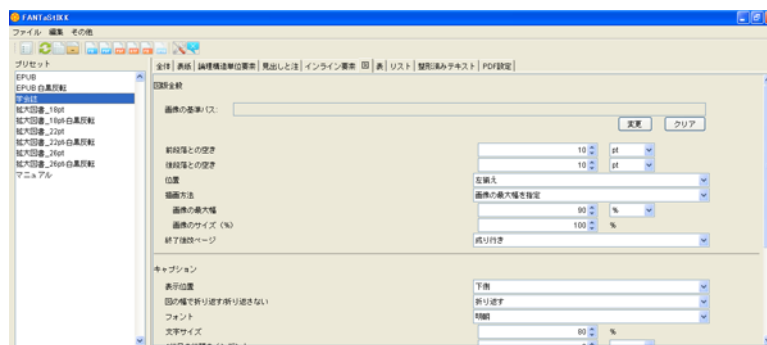 FANTaStIKK
ファイル 編集 その他
プリセット
全体 表紙 論理構造単位要素 見出しと注 インライン要素 図 表 リスト 整形済みテキスト PDF設定
EPUB
EPUB 白黒反転
学会誌
拡大図書_18pt
拡大図書_18pt-白黒反転
拡大図書_22pt
拡大図書_22pt-白黒反転
拡大図書_26pt
拡大図書_26pt-白黒反転
マニュアル
図版全般
画像の基準パス:
変更 クリア
前段落との空き 10 pt
後段落との空き 10 pt
位置 左揃え
描画方法 画像の最大幅を指定
画像の最大幅 90 %
画像のサイズ (%) 100 %
終了後改ページ 成り行き
キャプション
表示位置 下側
図の幅で折り返す/折り返さない 折り返す
フォント 明朝
文字サイズ 80 %